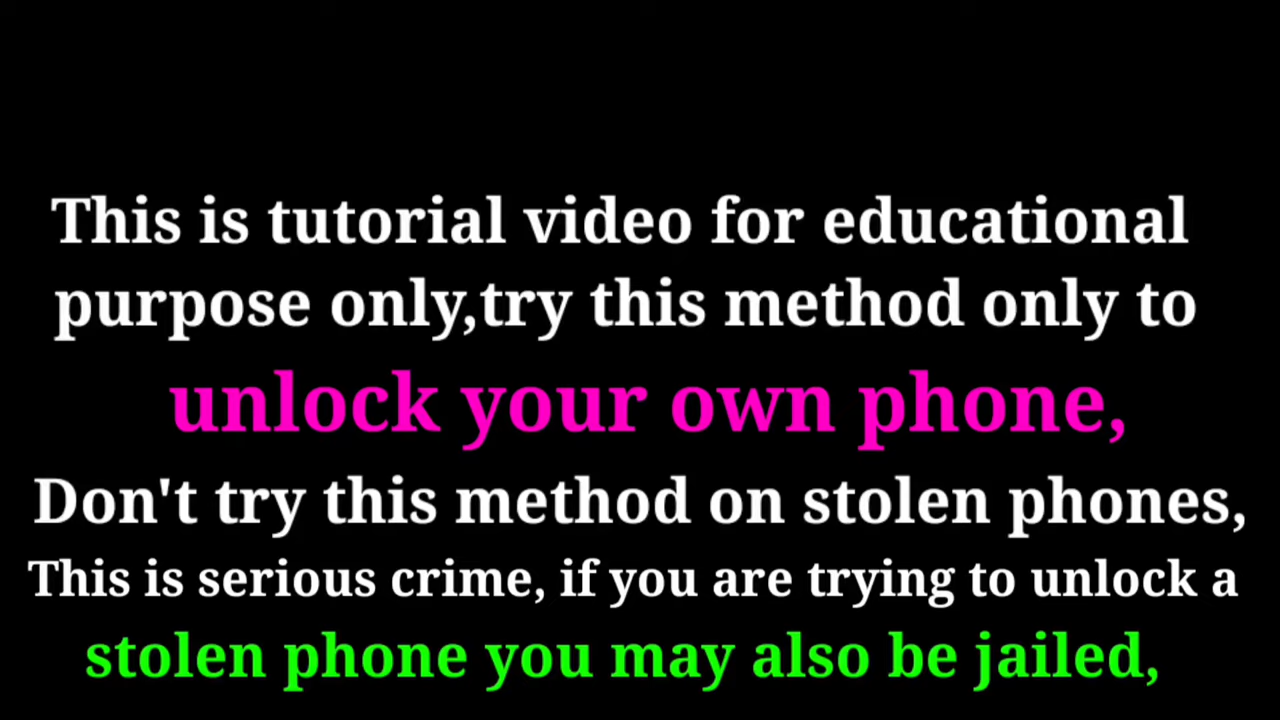 This is tutorial video for educational
purpose only,try this method only to
unlock your own phone,
Don't try this method on stolen phones,
This is serious crime, if you are trying to unlock a
stolen phone you may also be jailed,